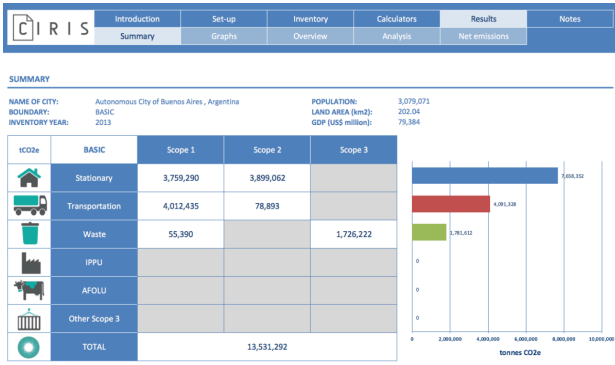 CIRIS
Introduction Set-up Inventory Calculators Results Notes
Summary Graphs Overview Analysis Net emissions
SUMMARY
NAME OF CITY: Autonomous City of Buenos Aires , Argentina POPULATION: 3,079,071
BOUNDARY: BASIC LAND AREA (km2): 202.04
INVENTORY YEAR: 2013 GDP (US$ million): 79,384
tCO2e BASIC Scope 1 Scope 2 Scope 3
Stationary 3,759,290 3,899,062 7,658,352
Transportation 4,012,435 78,893 4,091,328
Waste 55,390 1,726,222 1,781,612
IPPU 0
AFOLU 0
Other Scope 3 0
TOTAL 13,531,292
0 2,000,000 4,000,000 6,000,000 8,000,000 10,000,000
tonnes CO2e